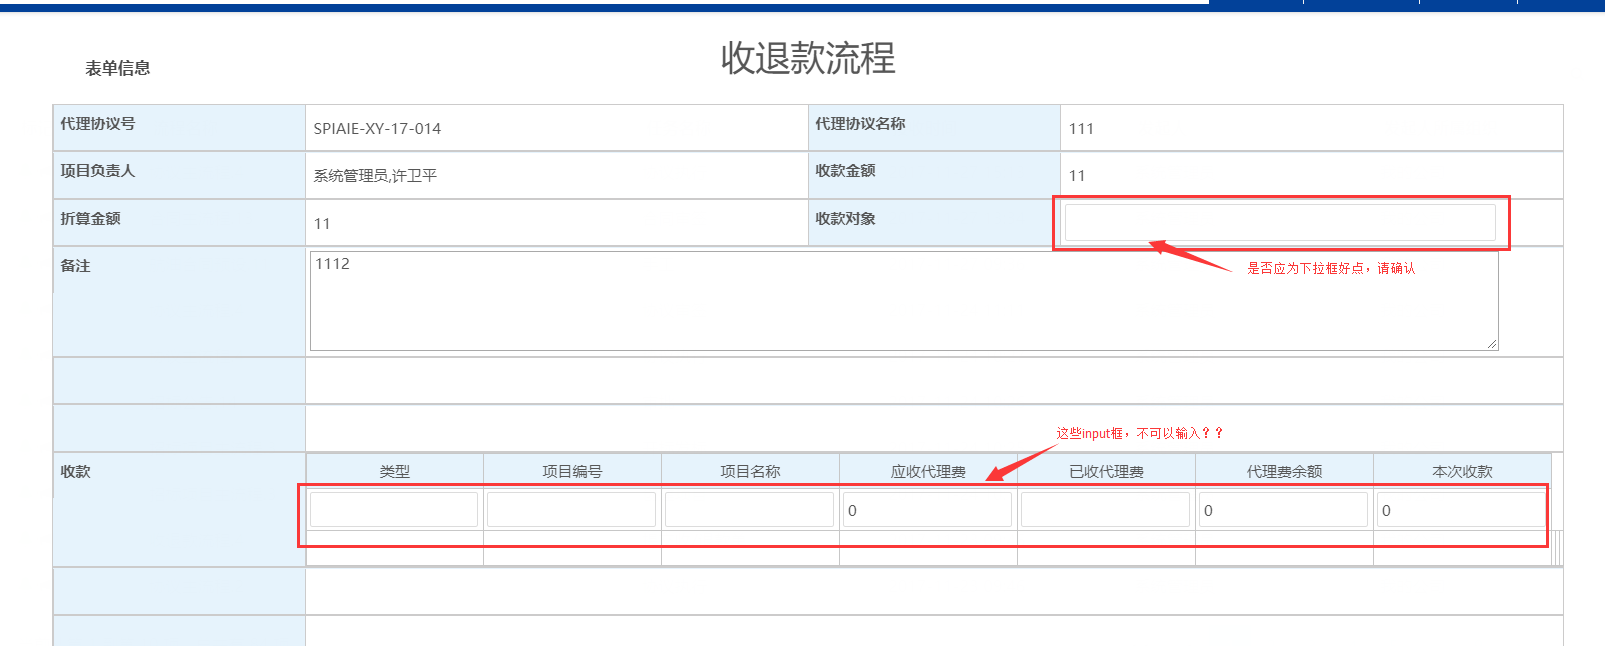 收退款流程
表单信息
代理协议号 SPIAIE-XY-17-014 代理协议名称 111
项目负责人 系统管理员,许卫平 收款金额 11
折算金额 11 收款对象
备注 1112
是否应为下拉框好点，请确认
这些input框，不可以输入？？
收款 类型 项目编号 项目名称 应收代理费 已收代理费 代理费余额 本次收款
0 0 0